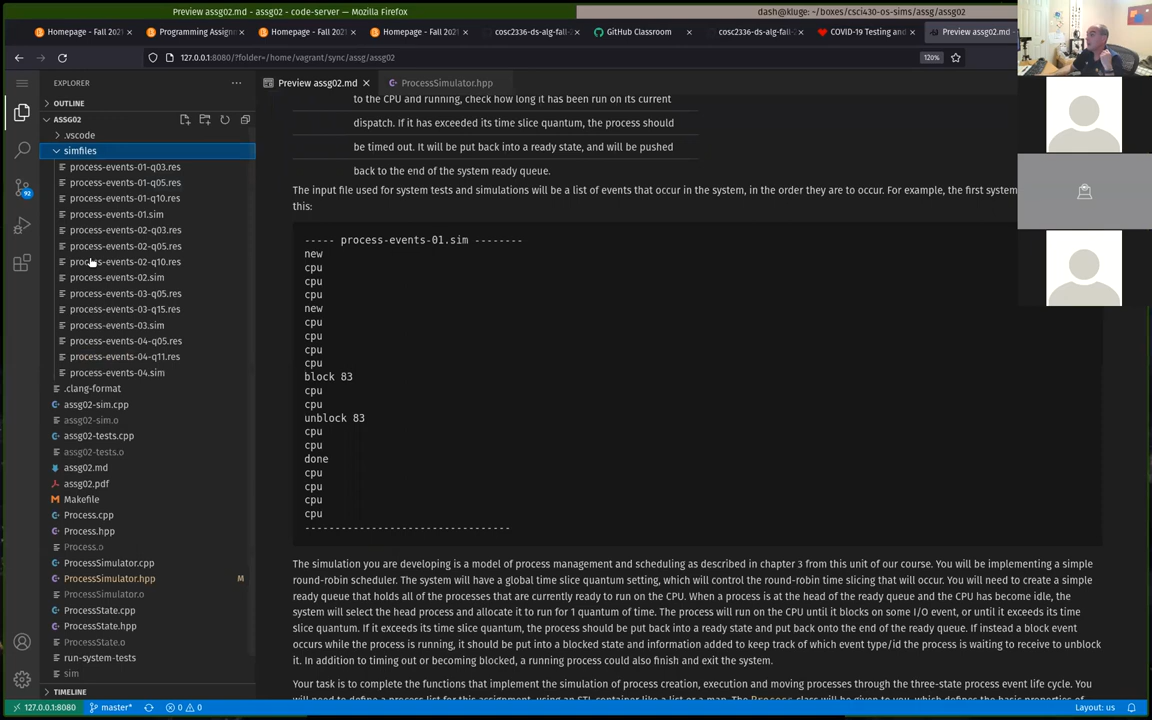 Preview assg02.md - assg02 - code-server — Mozilla Firefox
dash@kluge: ~/boxes/csci430-os-sims/assg/assg02
Homepage - Fall 2021
Programming Assignm
Homepage - Fall 2021
Homepage - Fall 2021
cosc2336-ds-alg-fall-2
GitHub Classroom
cosc2336-ds-alg-fall-2
COVID-19 Testing and
Preview assg02.md -
127.0.0.1:8080/?folder=/home/vagrant/sync/assg/assg02
120%
EXPLORER
Preview assg02.md
ProcessSimulator.hpp
OUTLINE
ASSG02
.vscode
simfiles
process-events-01-q03.res
process-events-01-q05.res
process-events-01-q10.res
process-events-01.sim
process-events-02-q03.res
process-events-02-q05.res
process-events-02-q10.res
process-events-02.sim
process-events-03-q05.res
process-events-03-q15.res
process-events-03.sim
process-events-04-q05.res
process-events-04-q11.res
process-events-04.sim
.clang-format
assg02-sim.cpp
assg02-sim.o
assg02-tests.cpp
assg02-tests.o
assg02.md
assg02.pdf
Makefile
Process.cpp
Process.hpp
Process.o
ProcessSimulator.cpp
ProcessSimulator.hpp M
ProcessSimulator.o
ProcessState.cpp
ProcessState.hpp
ProcessState.o
run-system-tests
sim
TIMELINE
92
to the CPU and running, check how long it has been run on its current
dispatch. If it has exceeded its time slice quantum, the process should
be timed out. It will be put back into a ready state, and will be pushed
back to the end of the system ready queue.
The input file used for system tests and simulations will be a list of events that occur in the system, in the order they are to occur. For example, the first system
this:
----- process-events-01.sim --------
new
cpu
cpu
cpu
new
cpu
cpu
cpu
cpu
block 83
cpu
cpu
unblock 83
cpu
cpu
done
cpu
cpu
cpu
cpu
----------------------------------
The simulation you are developing is a model of process management and scheduling as described in chapter 3 from this unit of our course. You will be implementing a simple
round-robin scheduler. The system will have a global time slice quantum setting, which will control the round-robin time slicing that will occur. You will need to create a simple
ready queue that holds all of the processes that are currently ready to run on the CPU. When a process is at the head of the ready queue and the CPU has become idle, the
system will select the head process and allocate it to run for 1 quantum of time. The process will run on the CPU until it blocks on some I/O event, or until it exceeds its time
slice quantum. If it exceeds its time slice quantum, the process should be put back into a ready state and put back onto the end of the ready queue. If instead a block event
occurs while the process is running, it should be put into a blocked state and information added to keep track of which event type/id the process is waiting to receive to unblock
it. In addition to timing out or becoming blocked, a running process could also finish and exit the system.
Your task is to complete the functions that implement the simulation of process creation, execution and moving processes through the three-state process event life cycle. You
127.0.0.1:8080
master*
0 0
Layout: us